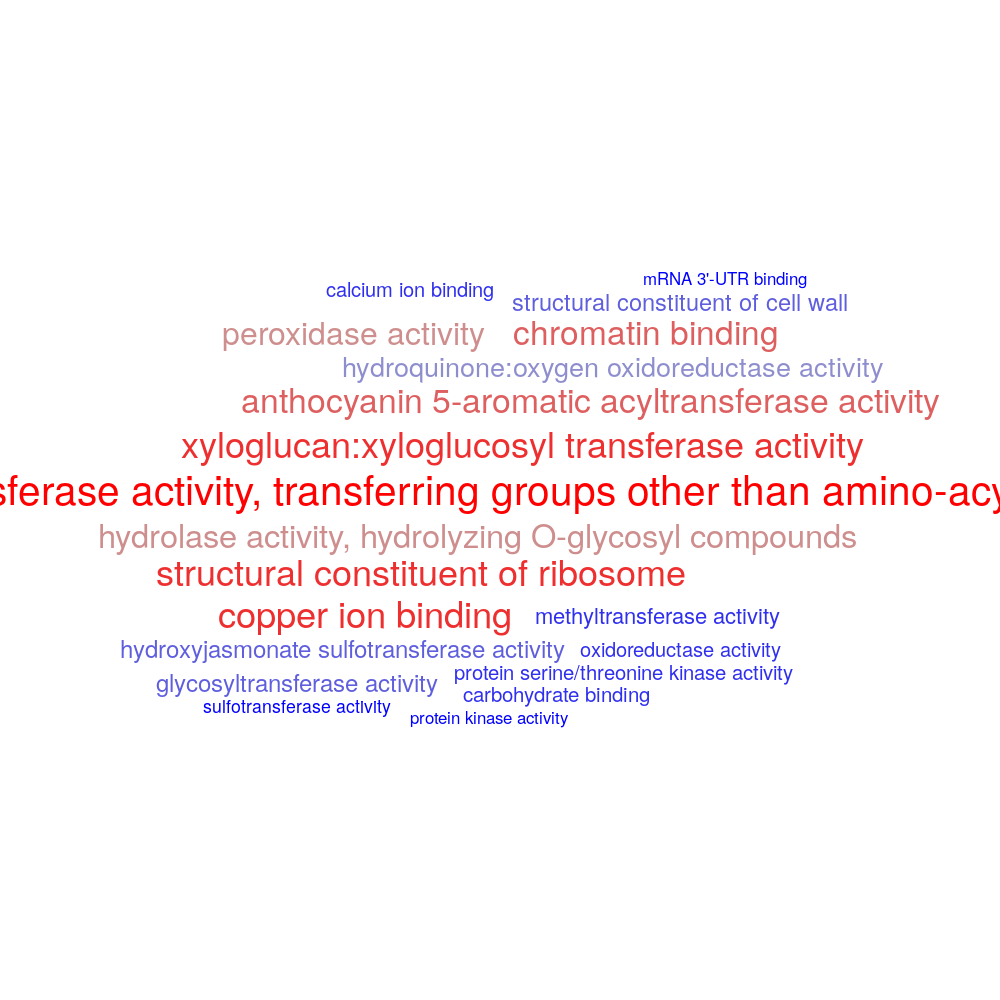 mRNA 3'-UTR binding
calcium ion binding
structural constituent of cell wall
peroxidase activity chromatin binding
hydroquinone:oxygen oxidoreductase activity
anthocyanin 5-aromatic acyltransferase activity
xyloglucan:xyloglucosyl transferase activity
sferase activity, transferring groups other than amino-acy
hydrolase activity, hydrolyzing O-glycosyl compounds
structural constituent of ribosome
copper ion binding methyltransferase activity
hydroxyjasmonate sulfotransferase activity oxidoreductase activity
protein serine/threonine kinase activity
glycosyltransferase activity
carbohydrate binding
sulfotransferase activity
protein kinase activity